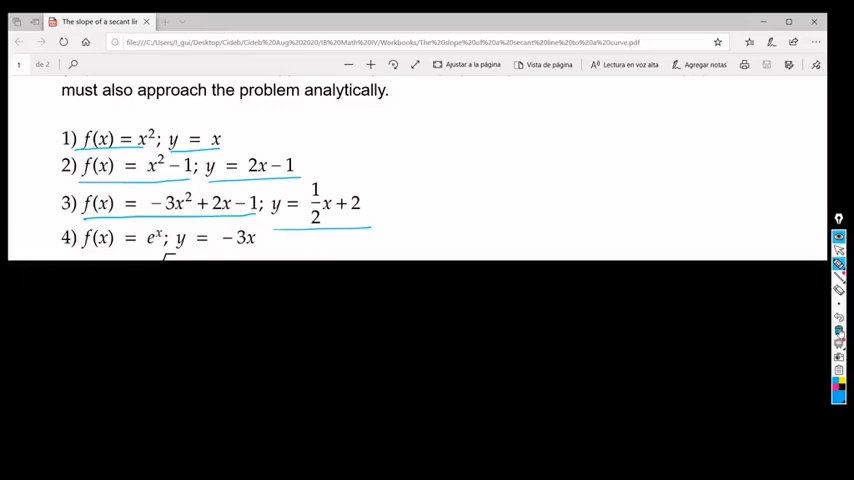 The slope of a secant lin
file:///C:/Users/l_gui/Desktop/Cideb/Cideb%20Aug%202020/IB%20Math%20IV/Workbooks/The%20slope%20of%20a%20secant%20line%20to%20a%20curve.pdf
1 de 2 Ajustar a la página Vista de página Lectura en voz alta Agregar notas
must also approach the problem analytically.
1) f(x) = x²; y = x
2) f(x) = x² − 1; y = 2x − 1
3) f(x) = − 3x² + 2x − 1; y = 1/2 x + 2
4) f(x) = eˣ; y = − 3x